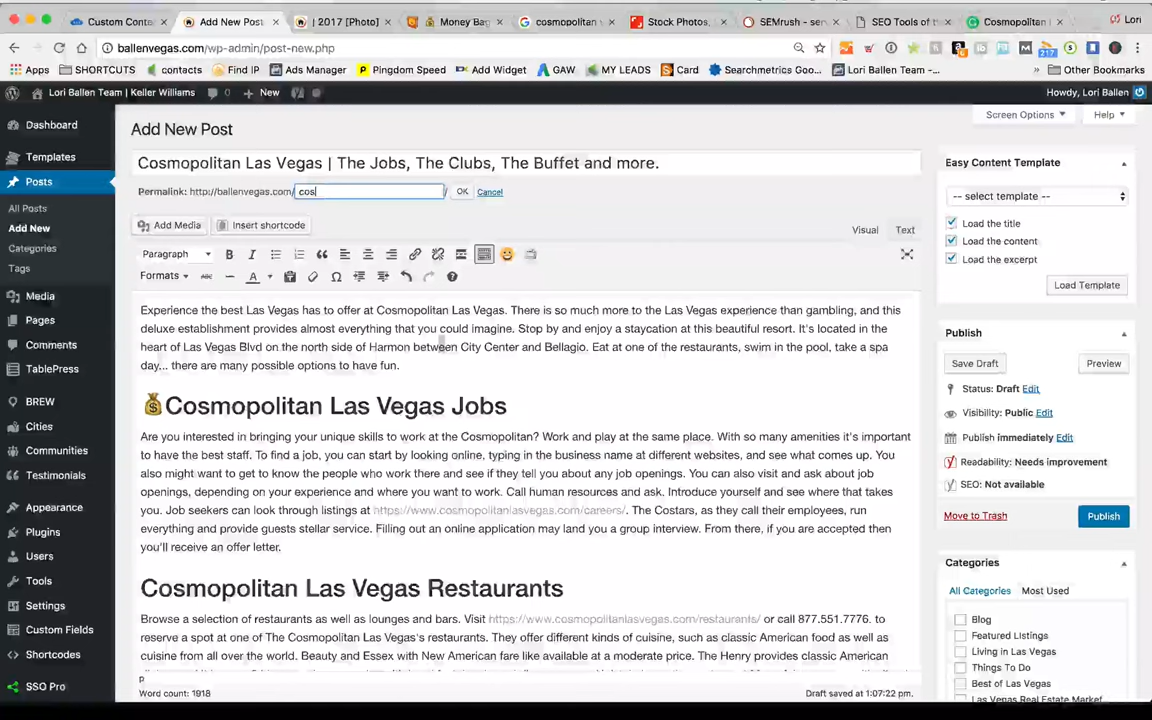 Custom Conte
Add New Post
| 2017 [Photo]
Money Bag
cosmopolitan v
Stock Photos,
SEMrush - ser
SEO Tools of th
Cosmopolitan l
Lori
ballenvegas.com/wp-admin/post-new.php
217
Apps
SHORTCUTS
contacts
Find IP
Ads Manager
Pingdom Speed
Add Widget
GAW
MY LEADS
Card
Searchmetrics Goo...
Lori Ballen Team –...
Other Bookmarks
Lori Ballen Team | Keller Williams
0
New
Howdy, Lori Ballen
Dashboard
Templates
Posts
All Posts
Add New
Categories
Tags
Media
Pages
Comments
TablePress
BREW
Cities
Communities
Testimonials
Appearance
Plugins
Users
Tools
Settings
Custom Fields
Shortcodes
SSO Pro
Screen Options
Help
Add New Post
Cosmopolitan Las Vegas | The Jobs, The Clubs, The Buffet and more.
Permalink: http://ballenvegas.com/ cos / OK Cancel
Add Media
Insert shortcode
Visual
Text
Paragraph
Formats
Experience the best Las Vegas has to offer at Cosmopolitan Las Vegas. There is so much more to the Las Vegas experience than gambling, and this
deluxe establishment provides almost everything that you could imagine. Stop by and enjoy a staycation at this beautiful resort. It's located in the
heart of Las Vegas Blvd on the north side of Harmon between City Center and Bellagio. Eat at one of the restaurants, swim in the pool, take a spa
day... there are many possible options to have fun.
Cosmopolitan Las Vegas Jobs
Are you interested in bringing your unique skills to work at the Cosmopolitan? Work and play at the same place. With so many amenities it's important
to have the best staff. To find a job, you can start by looking online, typing in the business name at different websites, and see what comes up. You
also might want to get to know the people who work there and see if they tell you about any job openings. You can also visit and ask about job
openings, depending on your experience and where you want to work. Call human resources and ask. Introduce yourself and see where that takes
you. Job seekers can look through listings at https://www.cosmopolitanlasvegas.com/careers/. The Costars, as they call their employees, run
everything and provide guests stellar service. Filling out an online application may land you a group interview. From there, if you are accepted then
you'll receive an offer letter.
Cosmopolitan Las Vegas Restaurants
Browse a selection of restaurants as well as lounges and bars. Visit https://www.cosmopolitanlasvegas.com/restaurants/ or call 877.551.7776. to
reserve a spot at one of The Cosmopolitan Las Vegas's restaurants. They offer different kinds of cuisine, such as classic American food as well as
cuisine from all over the world. Beauty and Essex with New American fare like available at a moderate price. The Henry provides classic American
p
Word count: 1918
Draft saved at 1:07:22 pm.
Easy Content Template
-- select template --
Load the title
Load the content
Load the excerpt
Load Template
Publish
Save Draft
Preview
Status: Draft Edit
Visibility: Public Edit
Publish immediately Edit
Readability: Needs improvement
SEO: Not available
Move to Trash
Publish
Categories
All Categories
Most Used
Blog
Featured Listings
Living in Las Vegas
Things To Do
Best of Las Vegas
Las Vegas Real Estate Market